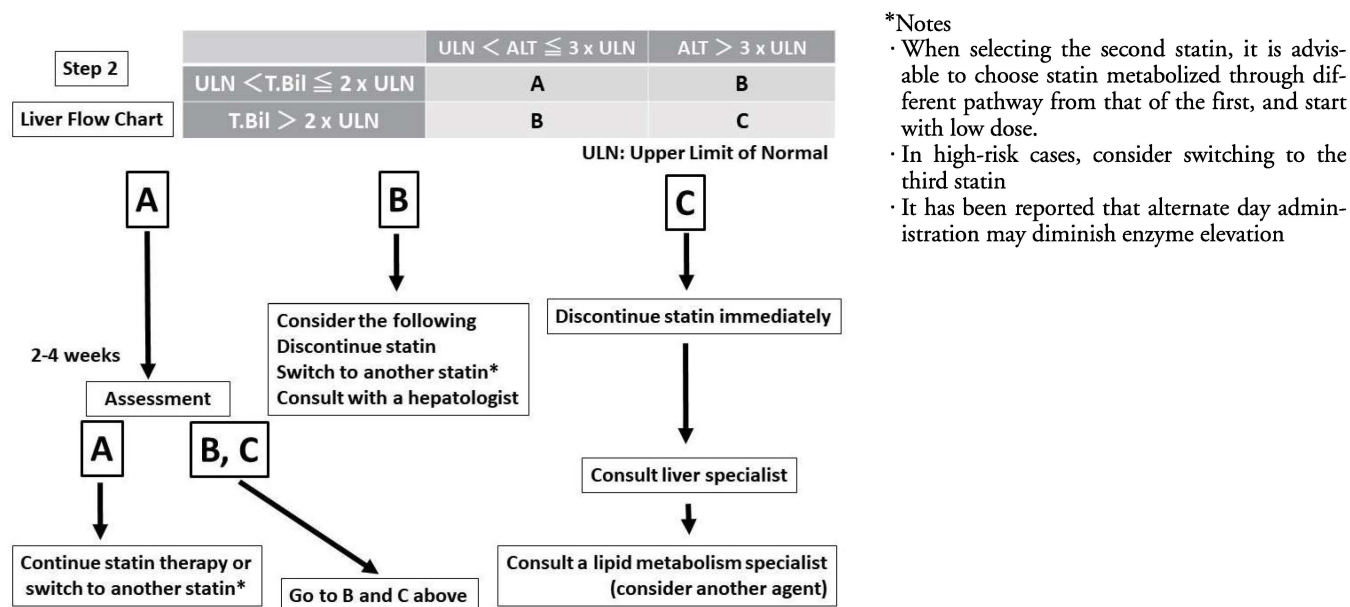 Step 2
Liver Flow Chart
ULN < ALT ≦ 3 x ULN
ALT > 3 x ULN
ULN <T.Bil ≦ 2 x ULN
A
B
T.Bil > 2 x ULN
B
C
ULN: Upper Limit of Normal
A
B
C
2-4 weeks
Assessment
A
B, C
Continue statin therapy or
switch to another statin*
Go to B and C above
Consider the following
Discontinue statin
Switch to another statin*
Consult with a hepatologist
Discontinue statin immediately
Consult liver specialist
Consult a lipid metabolism specialist
(consider another agent)
*Notes
· When selecting the second statin, it is advis-
able to choose statin metabolized through dif-
ferent pathway from that of the first, and start
with low dose.
· In high-risk cases, consider switching to the
third statin
· It has been reported that alternate day admin-
istration may diminish enzyme elevation